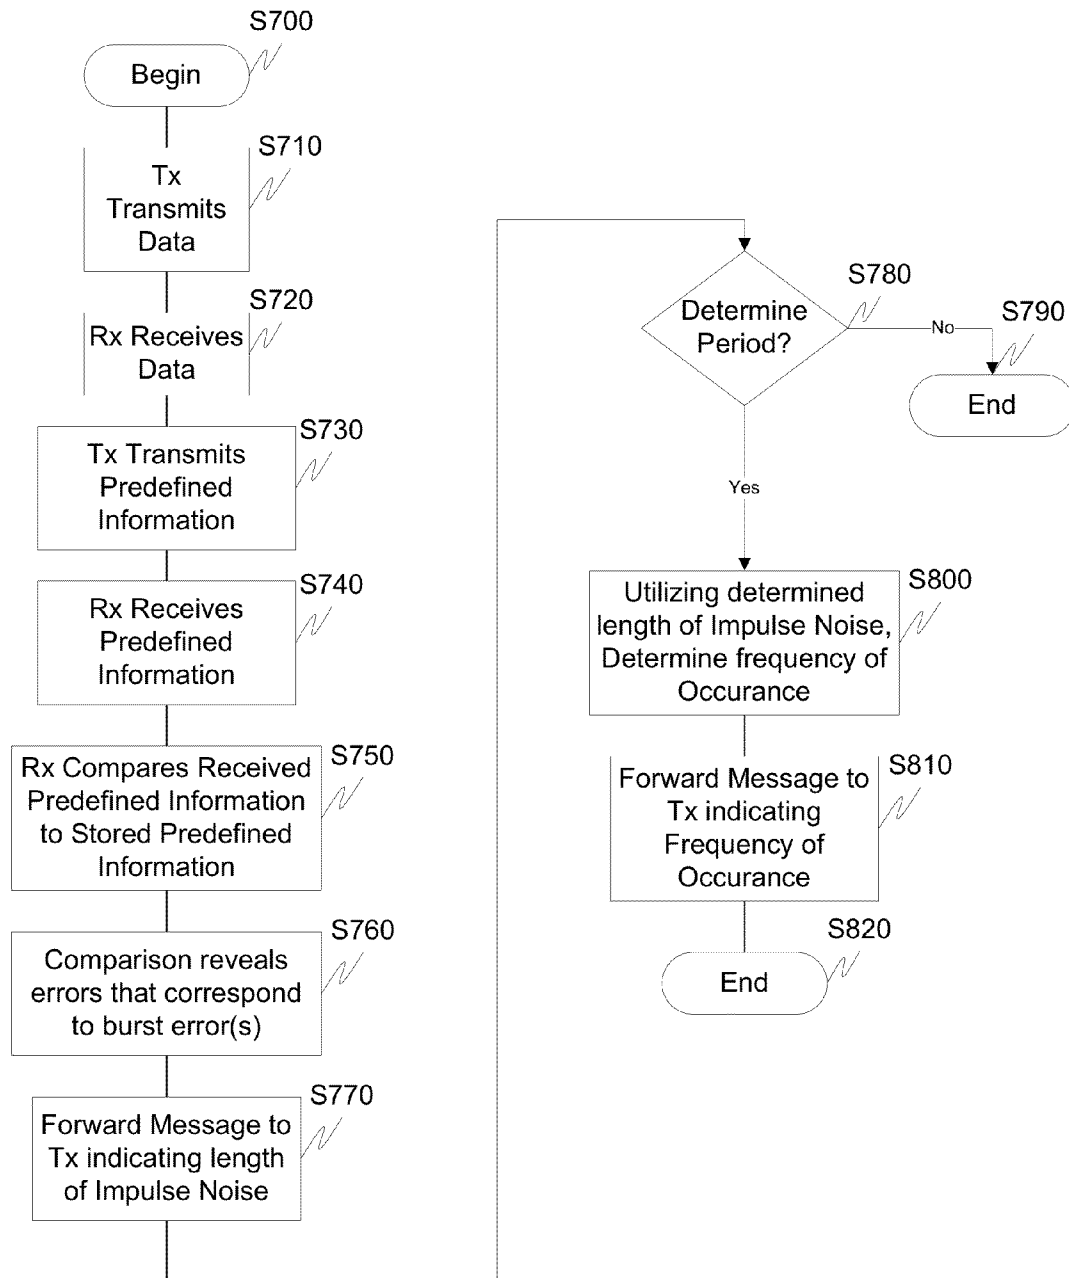 S700
Begin
S710
Tx
Transmits
Data
S720
Rx Receives
Data
S730
Tx Transmits
Predefined
Information
S740
Rx Receives
Predefined
Information
S750
Rx Compares Received
Predefined Information
to Stored Predefined
Information
S760
Comparison reveals
errors that correspond
to burst error(s)
S770
Forward Message to
Tx indicating length
of Impulse Noise
S780
Determine
Period?
No
S790
End
Yes
S800
Utilizing determined
length of Impulse Noise,
Determine frequency of
Occurance
S810
Forward Message to
Tx indicating
Frequency of
Occurance
S820
End